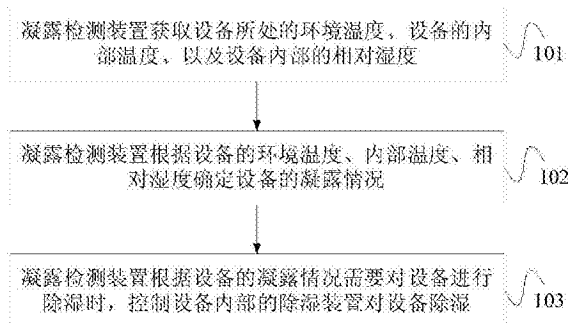 凝露检测装置获取设备所处的环境温度、设备的内
部温度、以及设备内部的相对湿度
101
凝露检测装置根据设备的环境温度、内部温度、相
对湿度确定设备的凝露情况
102
凝露检测装置根据设备的凝露情况需要对设备进行
除湿时，控制设备内部的除湿装置对设备除湿
103